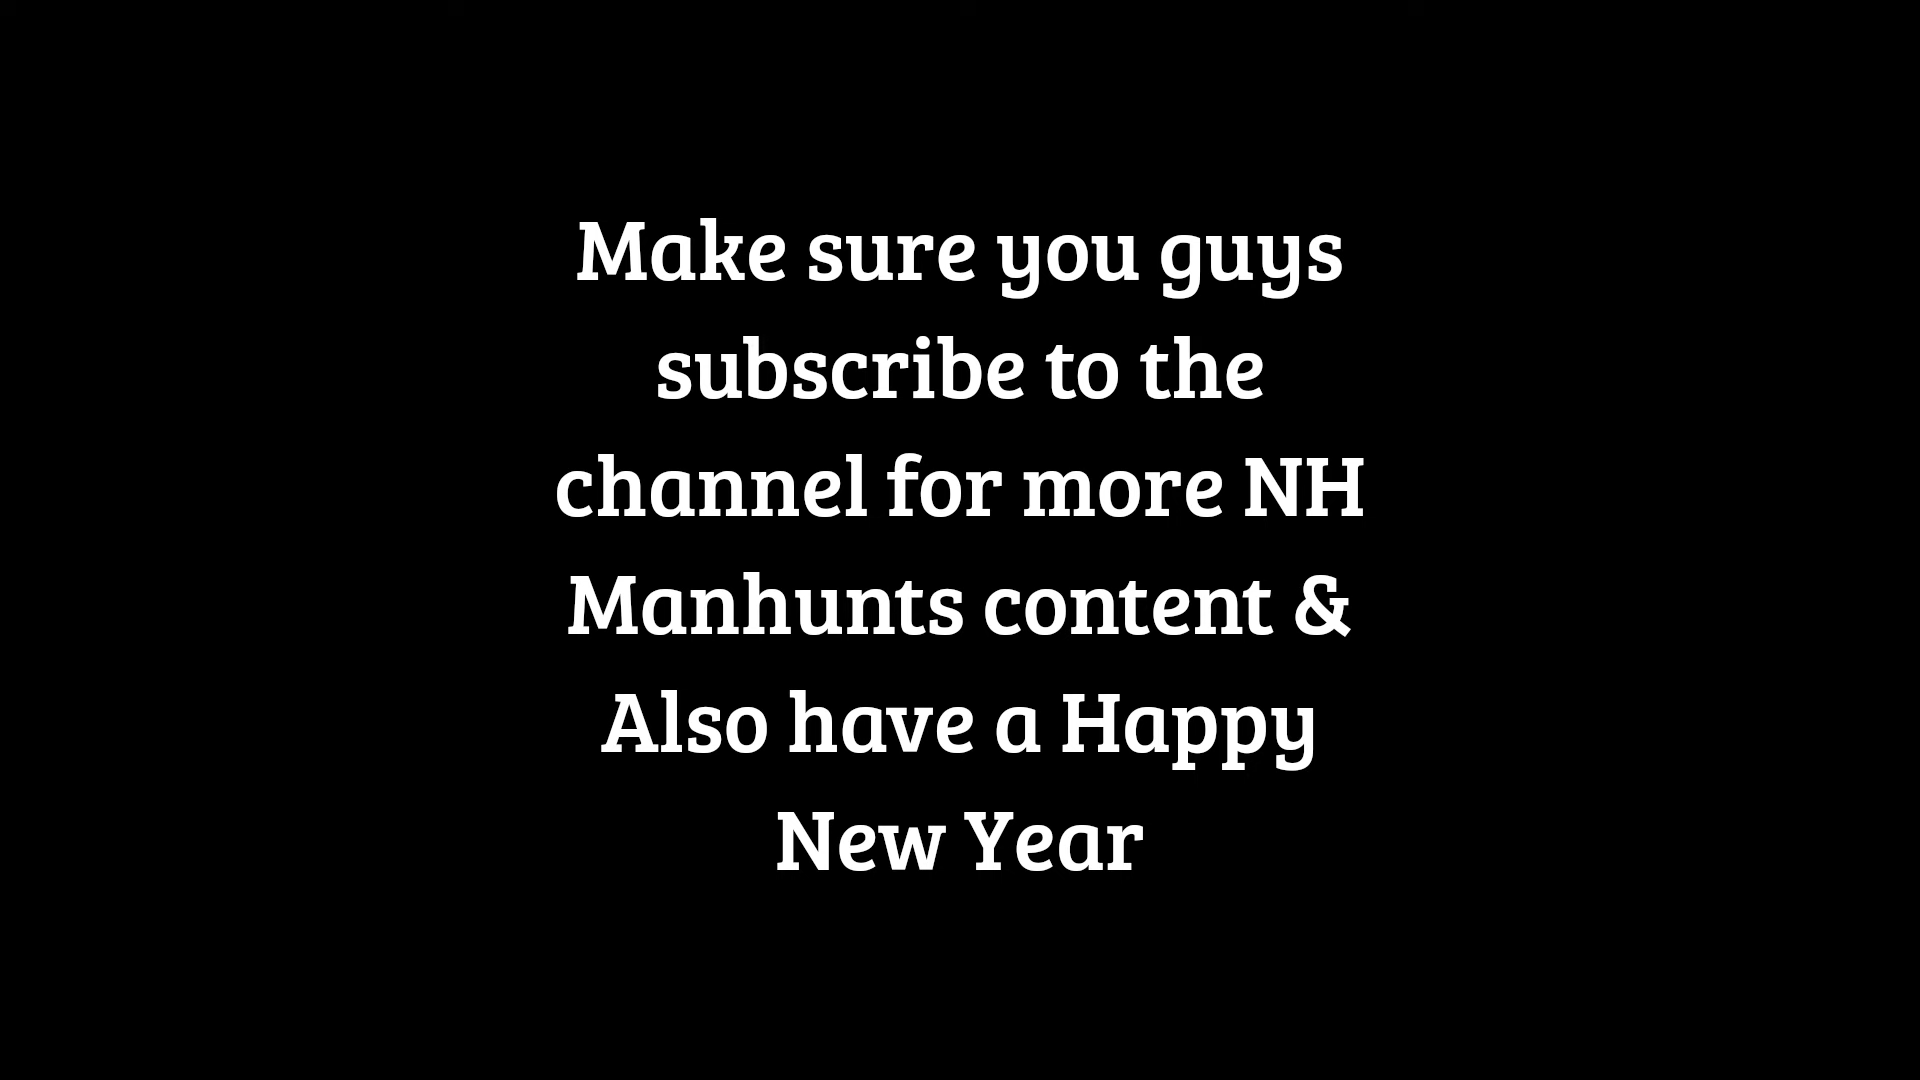 Make sure you guys
subscribe to the
channel for more NH
Manhunts content &
Also have a Happy
New Year